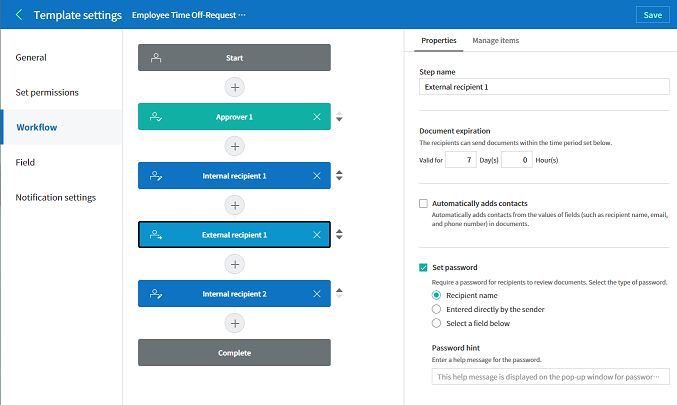 Template settings Employee Time Off-Request ···
Save
General
Set permissions
Workflow
Field
Notification settings
Start
Approver 1
Internal recipient 1
External recipient 1
Internal recipient 2
Complete
Properties Manage items
Step name
External recipient 1
Document expiration
The recipients can send documents within the time period set below.
Valid for 7 Day(s) 0 Hour(s)
Automatically adds contacts
Automatically adds contacts from the values of fields (such as recipient name, email,
and phone number) in documents.
Set password
Require a password for recipients to review documents. Select the type of password.
Recipient name
Entered directly by the sender
Select a field below
Password hint
Enter a help message for the password.
This help message is displayed on the pop-up window for passwor···